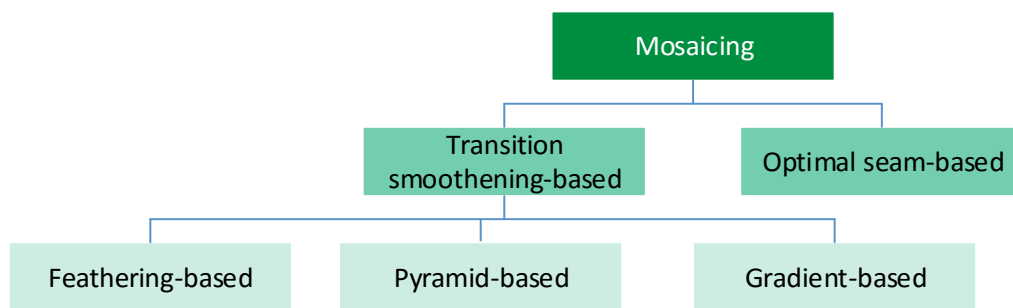 Mosaicing
Transition
smoothening-based
Optimal seam-based
Feathering-based
Pyramid-based
Gradient-based